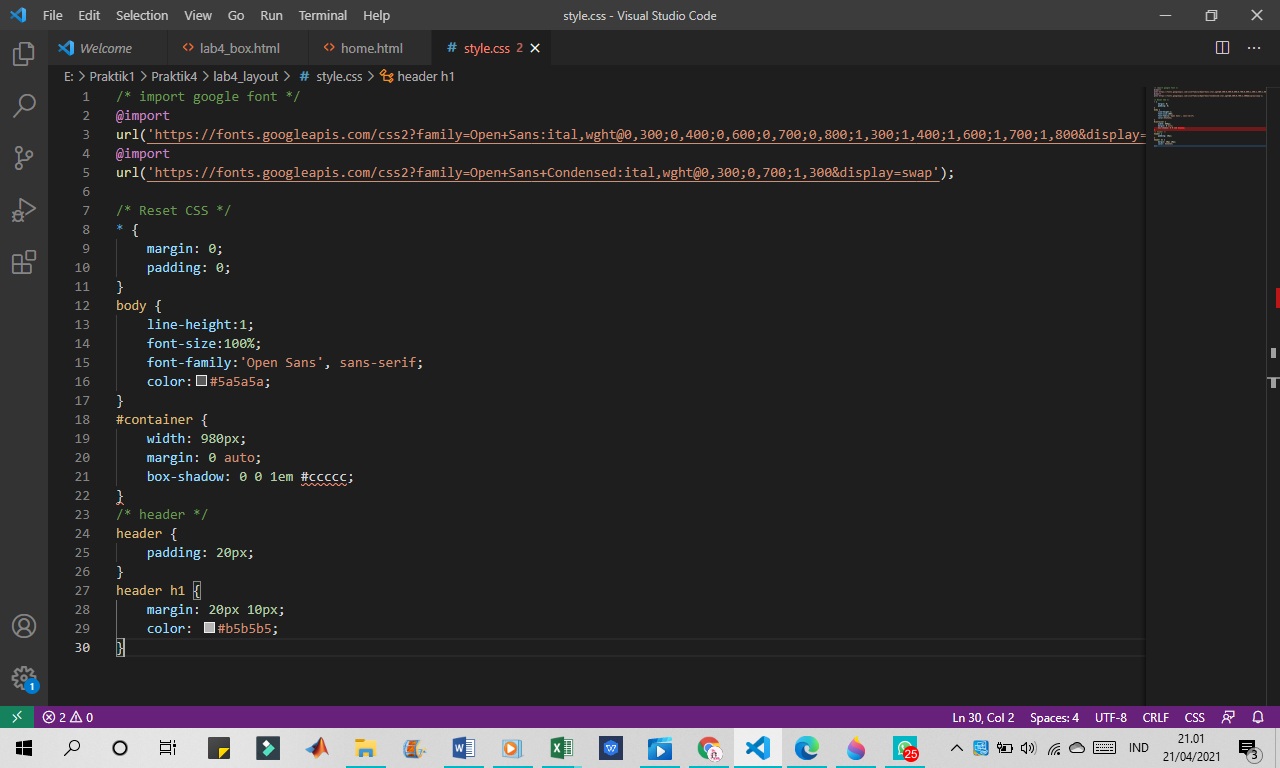 File Edit Selection View Go Run Terminal Help style.css - Visual Studio Code
Welcome lab4_box.html home.html # style.css 2
E: > Praktik1 > Praktik4 > lab4_layout > # style.css > header h1
1 /* import google font */
2 @import
3 url('https://fonts.googleapis.com/css2?family=Open+Sans:ital,wght@0,300;0,400;0,600;0,700;0,800;1,300;1,400;1,600;1,700;1,800&display=
4 @import
5 url('https://fonts.googleapis.com/css2?family=Open+Sans+Condensed:ital,wght@0,300;0,700;1,300&display=swap');
6
7 /* Reset CSS */
8 * {
9 margin: 0;
10 padding: 0;
11 }
12 body {
13 line-height:1;
14 font-size:100%;
15 font-family:'Open Sans', sans-serif;
16 color:#5a5a5a;
17 }
18 #container {
19 width: 980px;
20 margin: 0 auto;
21 box-shadow: 0 0 1em #ccccc;
22 }
23 /* header */
24 header {
25 padding: 20px;
26 }
27 header h1 {
28 margin: 20px 10px;
29 color: #b5b5b5;
30 }
1
2 0 Ln 30, Col 2 Spaces: 4 UTF-8 CRLF CSS
25 IND 21.01 3
21/04/2021